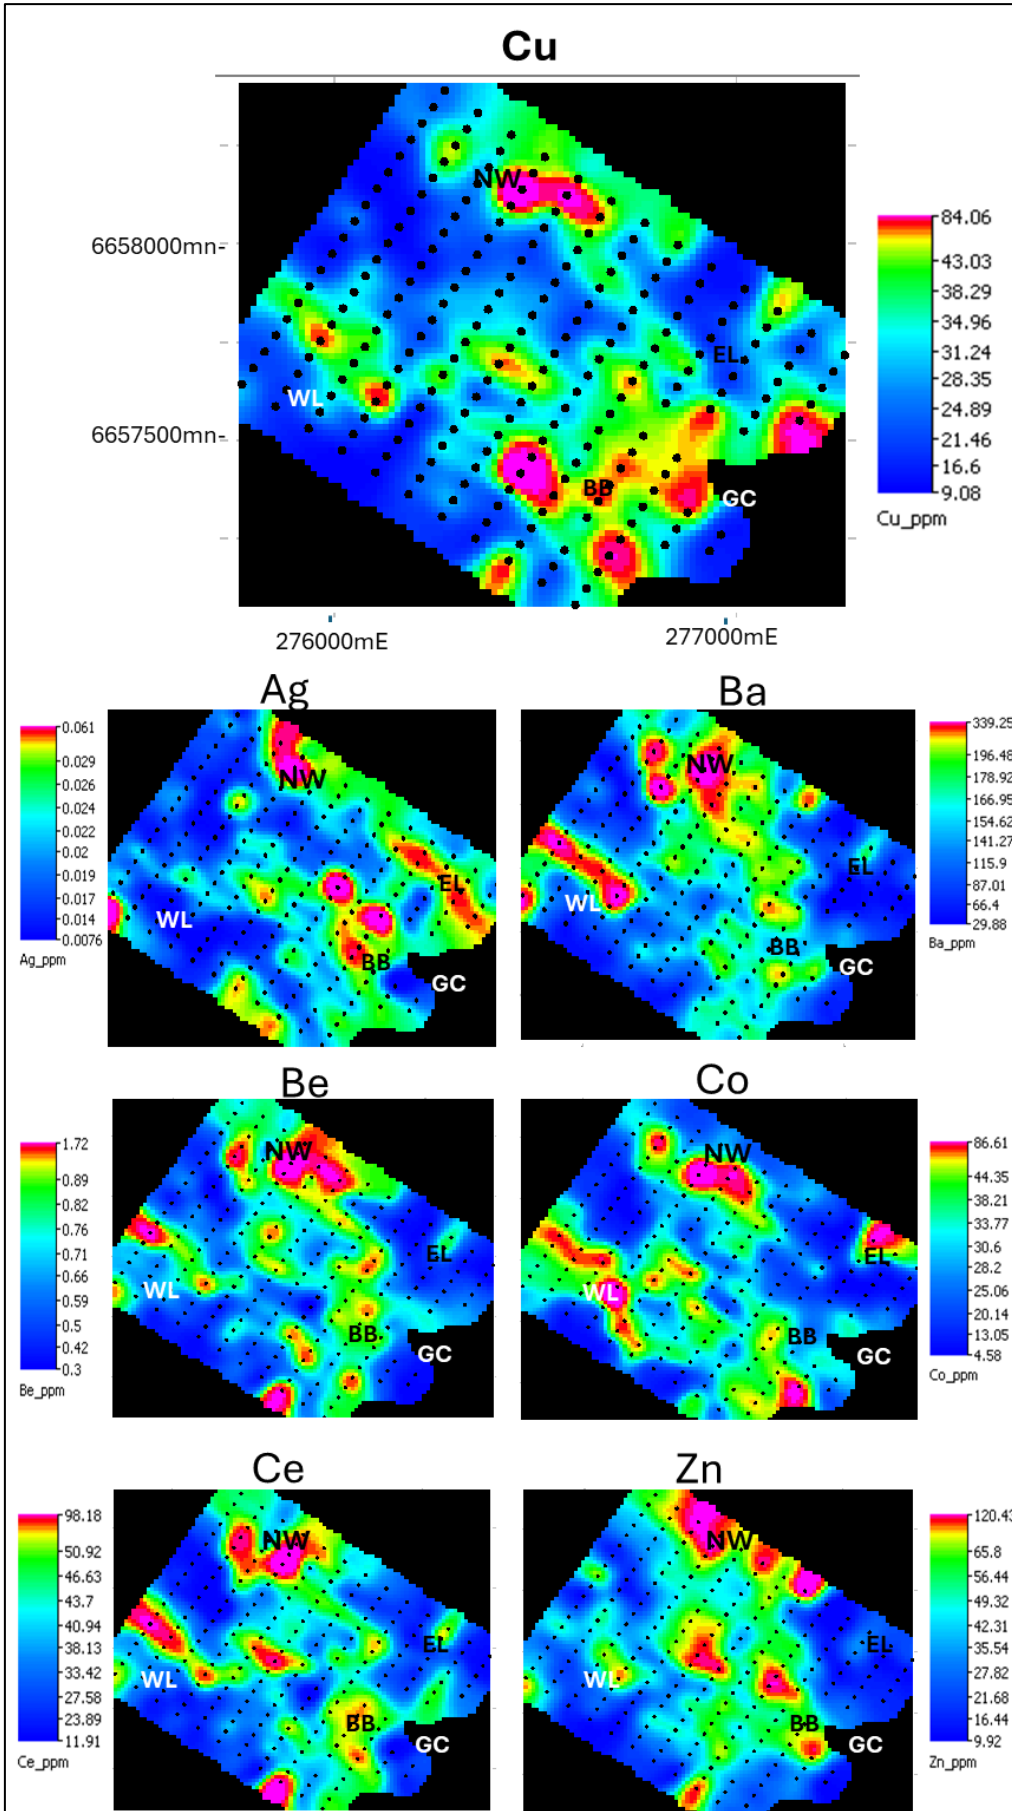 Cu
NW
6658000mn-
EL
WL
6657500mn-
BB
GC
84.06
43.03
38.29
34.96
31.24
28.35
24.89
21.46
16.6
9.08
Cu_ppm
276000mE
277000mE
Ag
0.061
0.029
0.026
0.024
0.022
0.02
0.019
0.017
0.014
0.0076
Ag_ppm
NW
EL
WL
BB
GC
Ba
NW
EL
WL
BB
GC
339.25
196.48
178.92
166.95
154.62
141.27
115.9
87.01
66.4
29.88
Ba_ppm
Be
1.72
0.89
0.82
0.76
0.71
0.66
0.59
0.5
0.42
0.3
Be_ppm
NW
EL
WL
BB
GC
Co
NW
EL
WL
BB
GC
86.61
44.35
38.21
33.77
30.6
28.2
25.06
20.14
13.05
4.58
Co_ppm
Ce
98.18
50.92
46.63
43.7
40.94
38.13
33.42
27.58
23.89
11.91
Ce_ppm
NW
EL
WL
BB
GC
Zn
NW
EL
WL
BB
GC
120.43
65.8
56.44
49.32
42.31
35.54
27.82
21.68
16.44
9.92
Zn_ppm